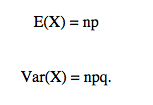 E(X) = np
Var(X) = npq.